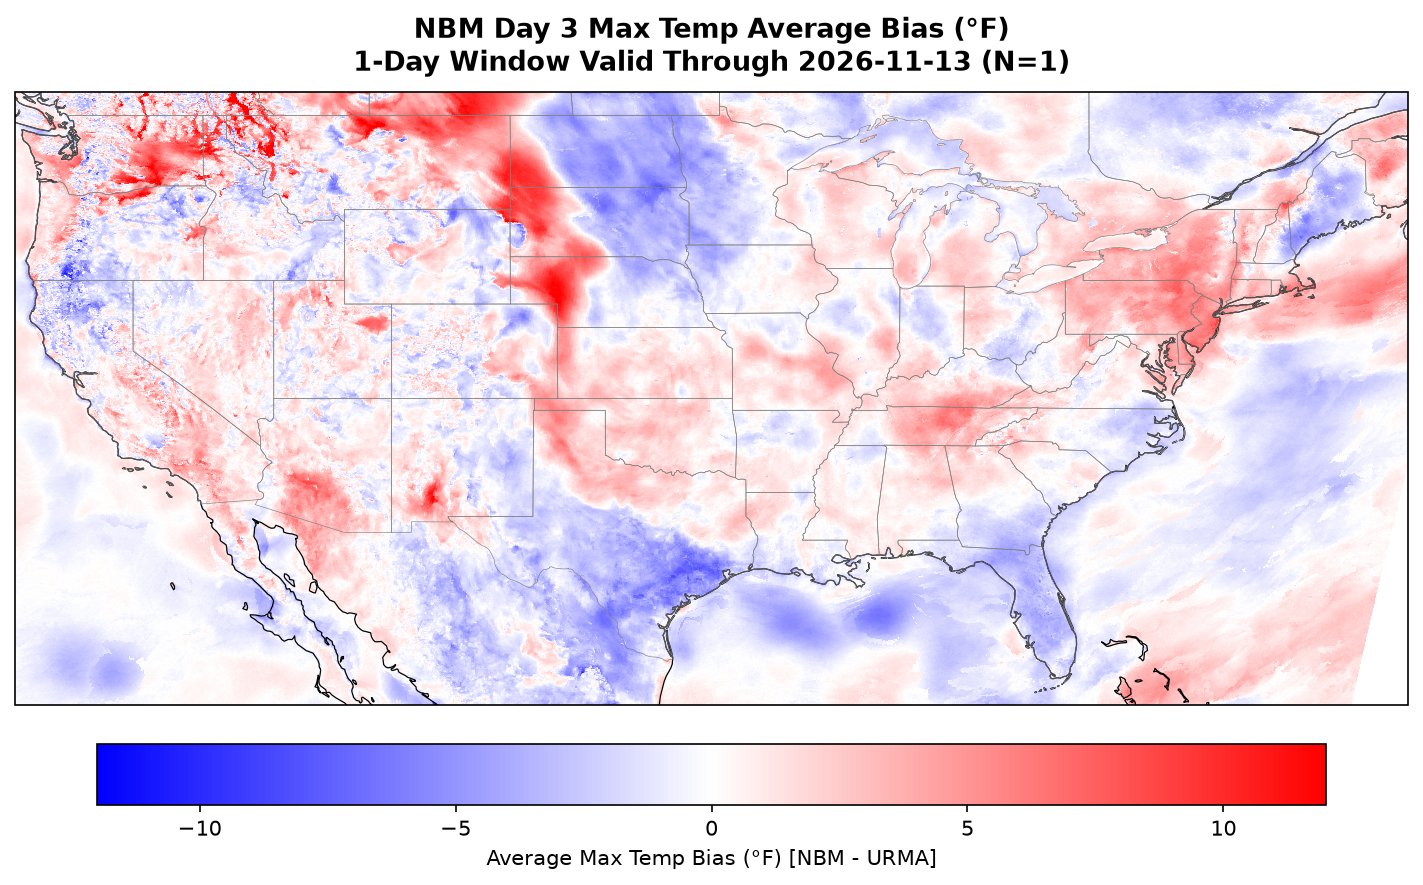 NBM Day 3 Max Temp Average Bias (°F)
1-Day Window Valid Through 2026-11-13 (N=1)
−10 −5 0 5 10
Average Max Temp Bias (°F) [NBM - URMA]